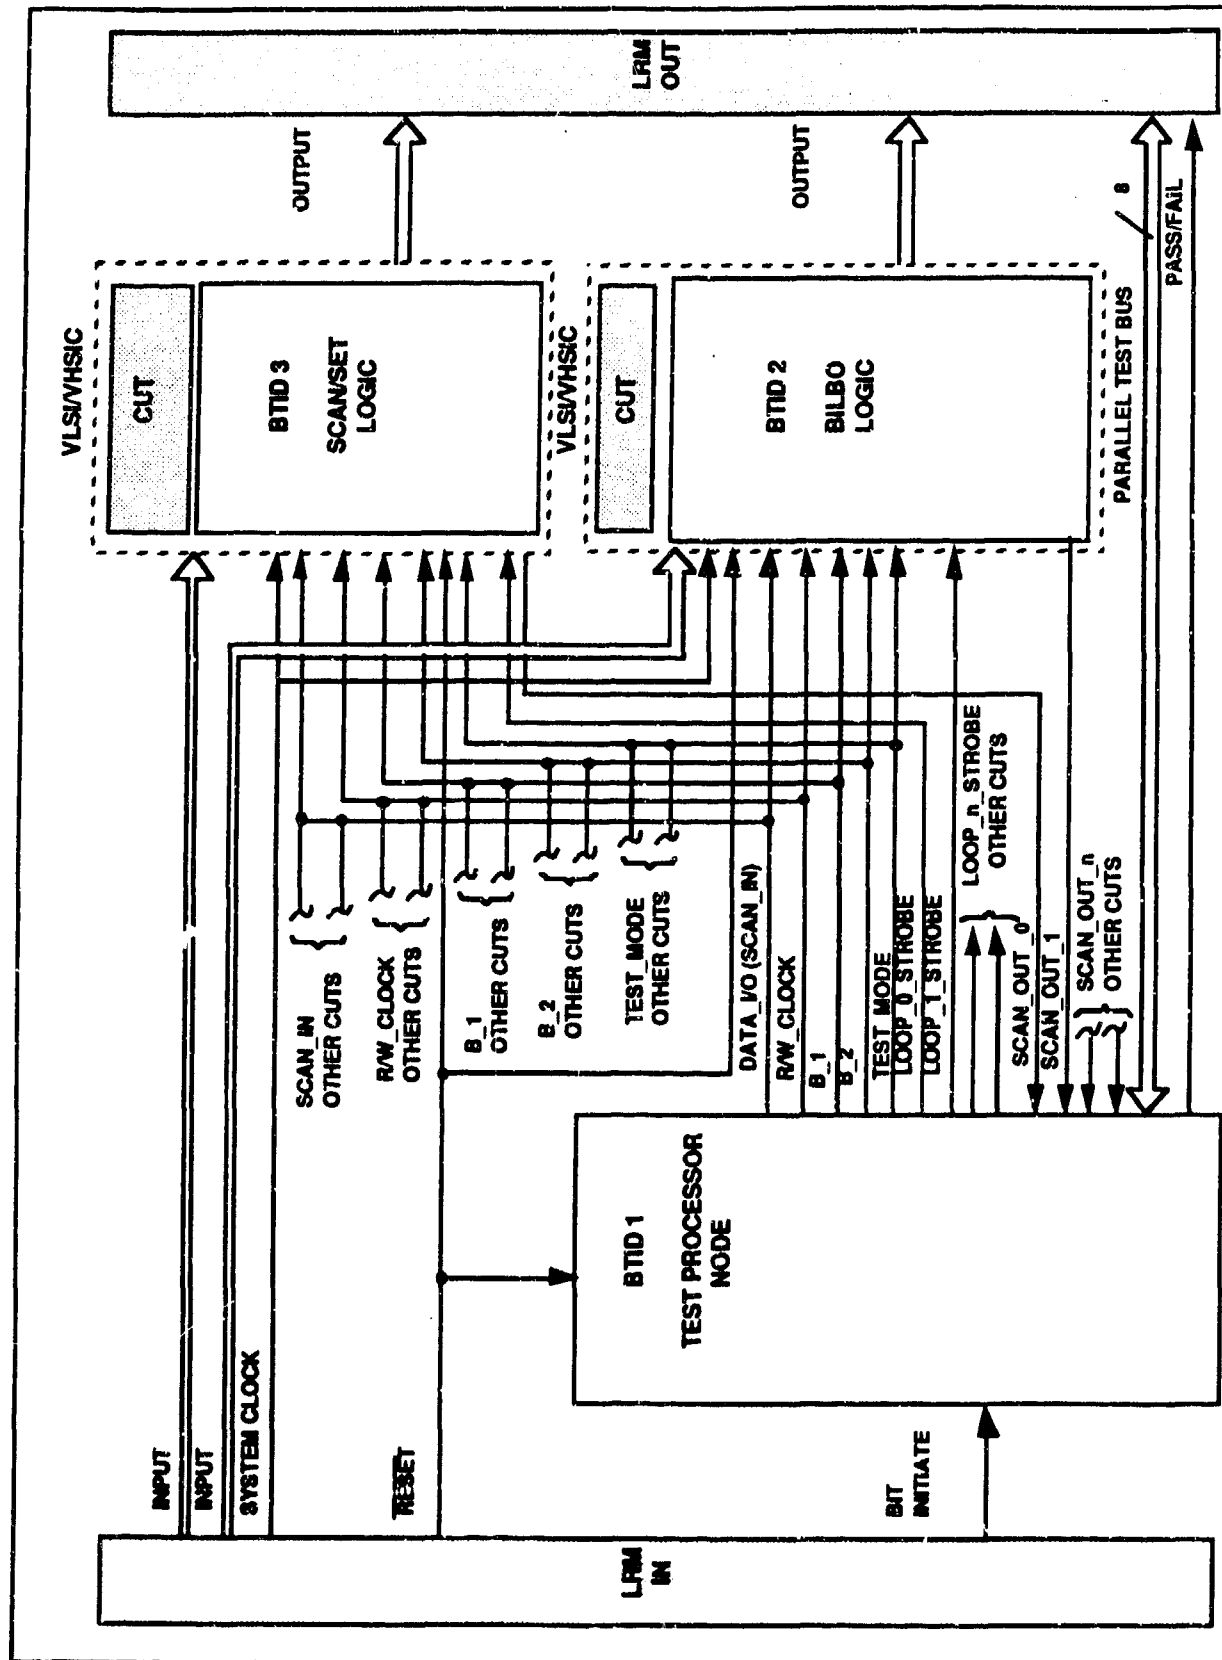 LRM
IN
INPUT
INPUT
SYSTEM CLOCK
RESET
BIT
INITIATE
BTID 1
TEST PROCESSOR
NODE
SCAN_IN
OTHER CUTS
R/W_CLOCK
OTHER CUTS
B_1
OTHER CUTS
B_2
OTHER CUTS
TEST_MODE
OTHER CUTS
DATA_I/O (SCAN_IN)
R/W_CLOCK
B_1
B_2
TEST MODE
LOOP_0_STROBE
LOOP_1_STROBE
LOOP_n_STROBE
OTHER CUTS
SCAN_OUT_0
SCAN_OUT_1
SCAN_OUT_n
OTHER CUTS
VLSI/VHSIC
CUT
BTID 3
SCAN/SET
LOGIC
VLSI/VHSIC
CUT
BTID 2
BILBO
LOGIC
PARALLEL TEST BUS
8
PASS/FAIL
OUTPUT
OUTPUT
LRM
OUT